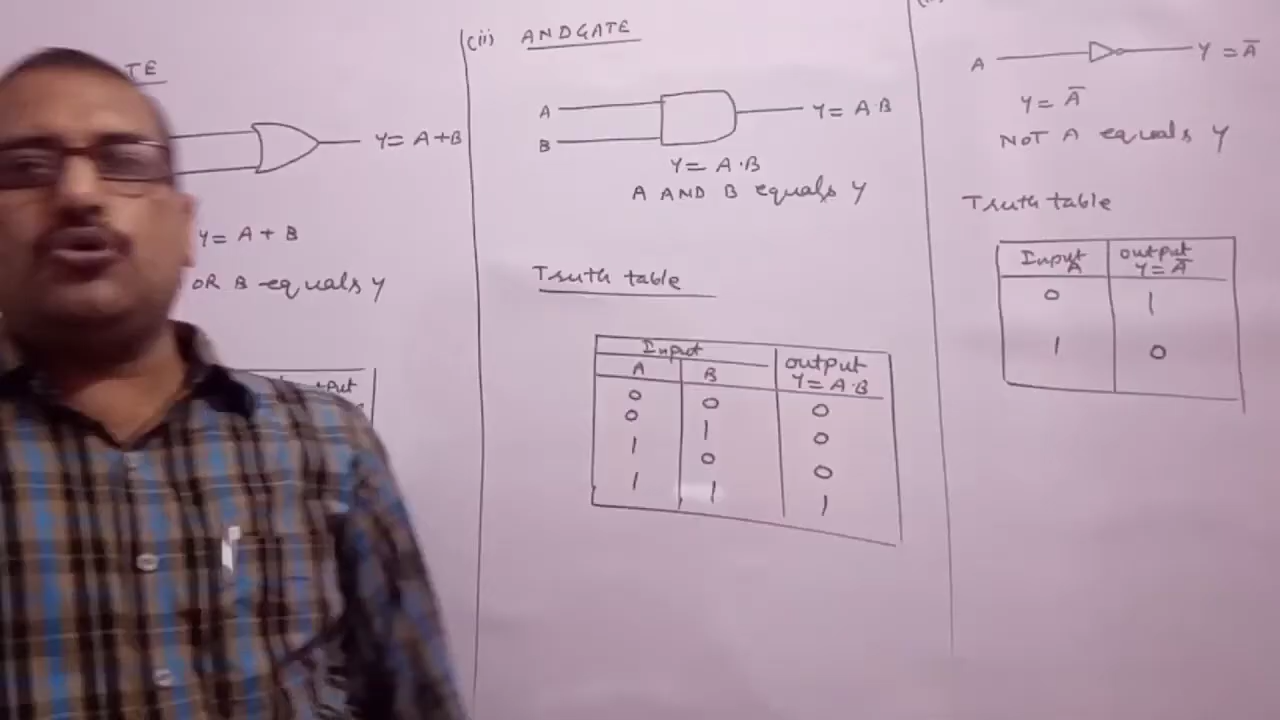 TE
Y = A + B
Y = A + B
OR B equals Y
(ii) ANDGATE
A
B
Y = A·B
Y = A·B
A AND B equals Y
Truth table
Input output
A B Y = A·B
0 0 0
0 1 0
1 0 0
1 1 1
A
Y = A̅
Y = A̅
NOT A equals Y
Truth table
Input output
A Y = A̅
0 1
1 0